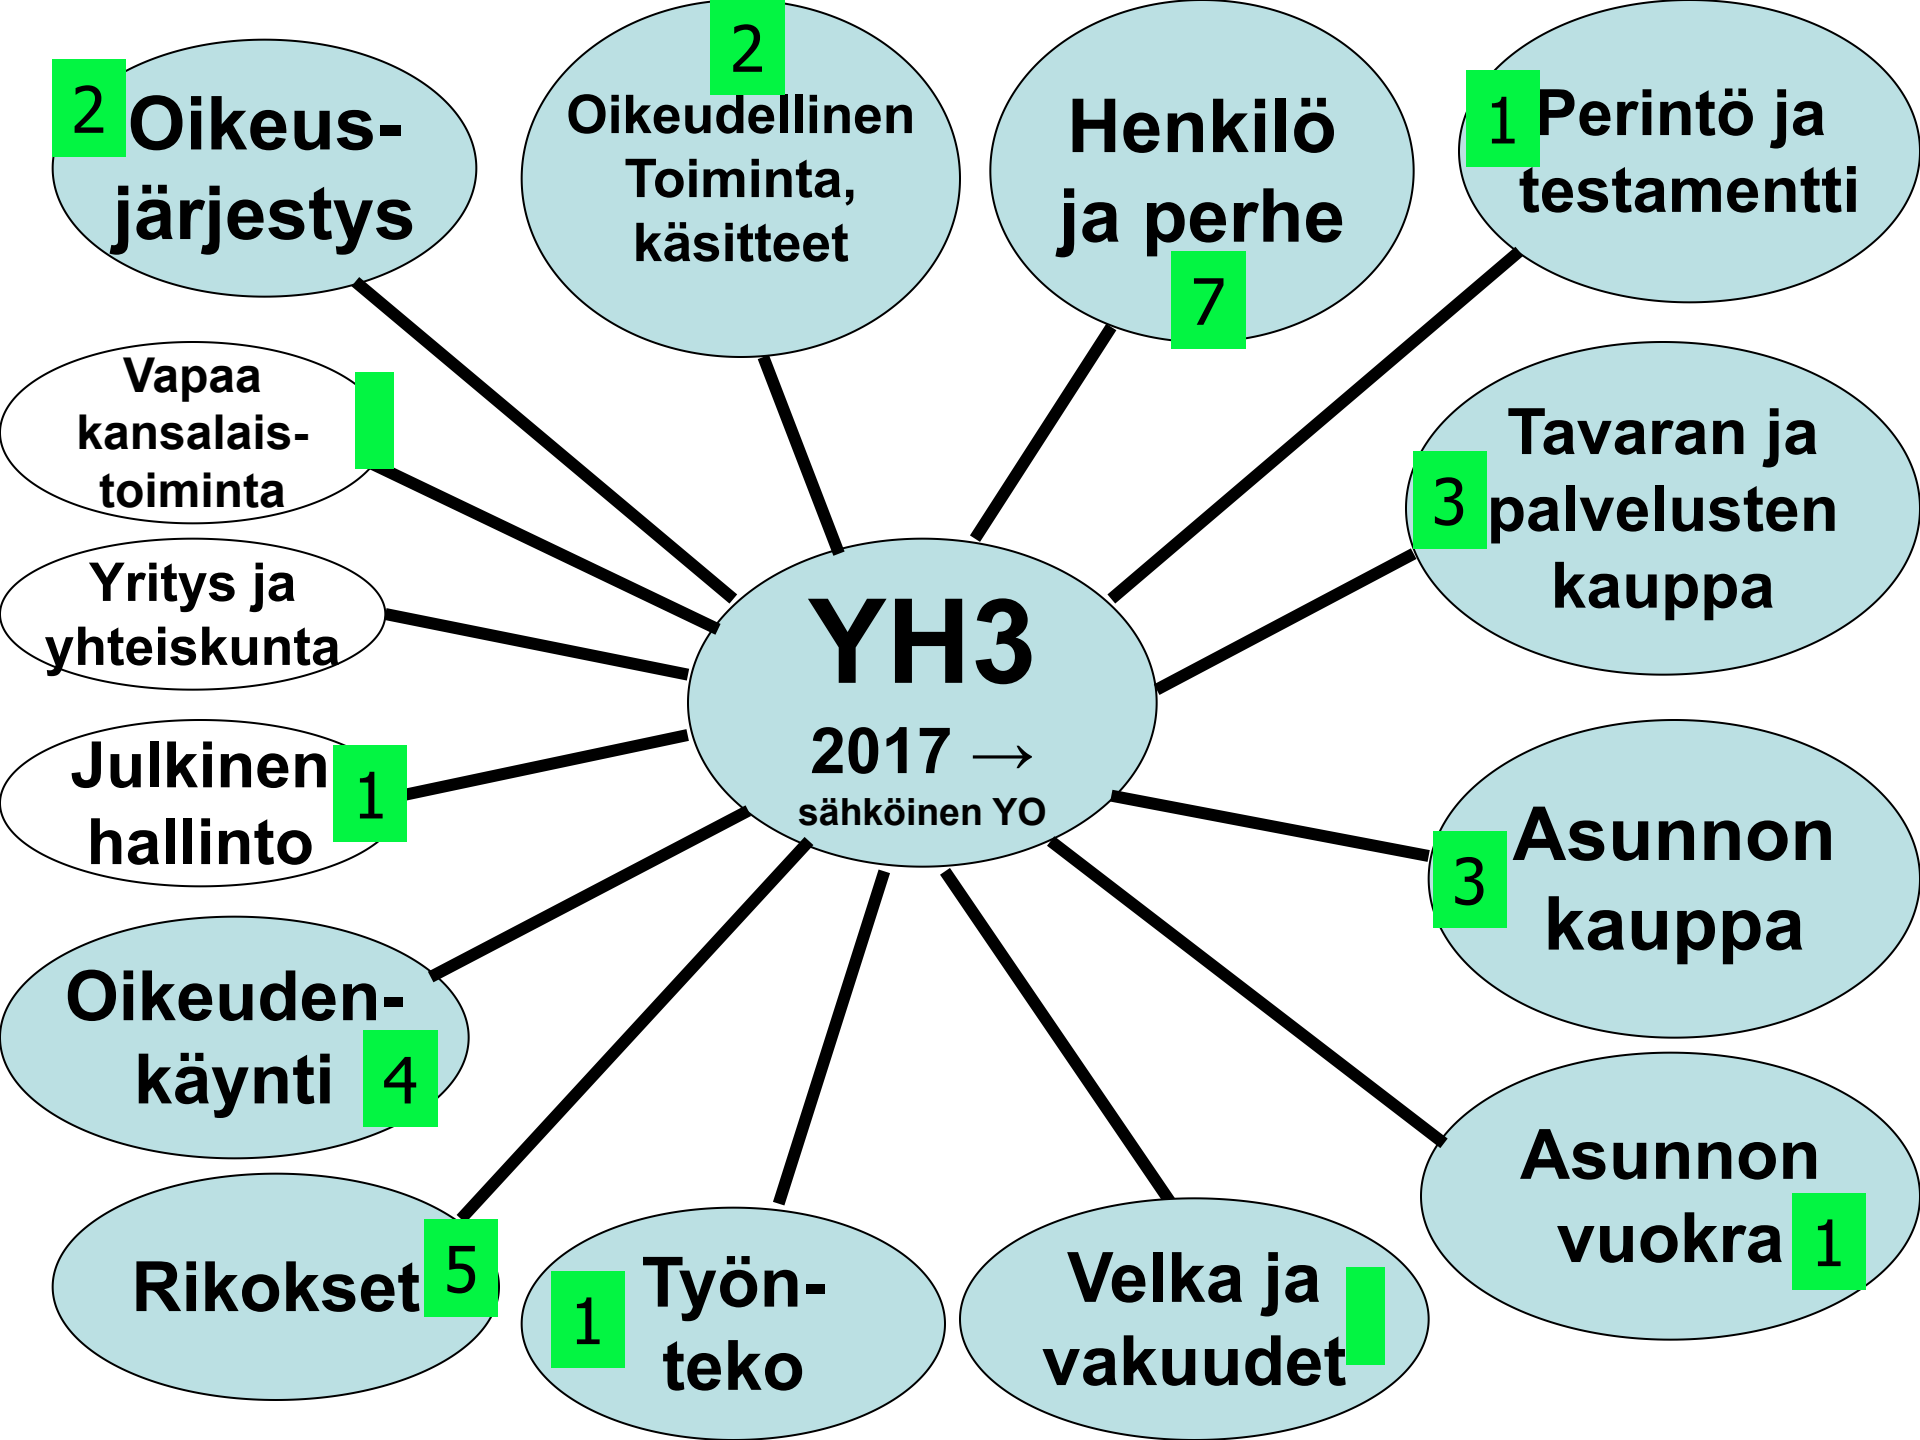 2
Oikeus-
järjestys
2
Oikeudellinen
Toiminta,
käsitteet
Henkilö
ja perhe
7
1
Perintö ja
testamentti
Vapaa
kansalais-
toiminta
3
Tavaran ja
palvelusten
kauppa
Yritys ja
yhteiskunta
YH3
2017 →
sähköinen YO
Julkinen
hallinto
1
3
Asunnon
kauppa
Oikeuden-
käynti
4
Asunnon
vuokra
1
Rikokset
5
1
Työn-
teko
Velka ja
vakuudet